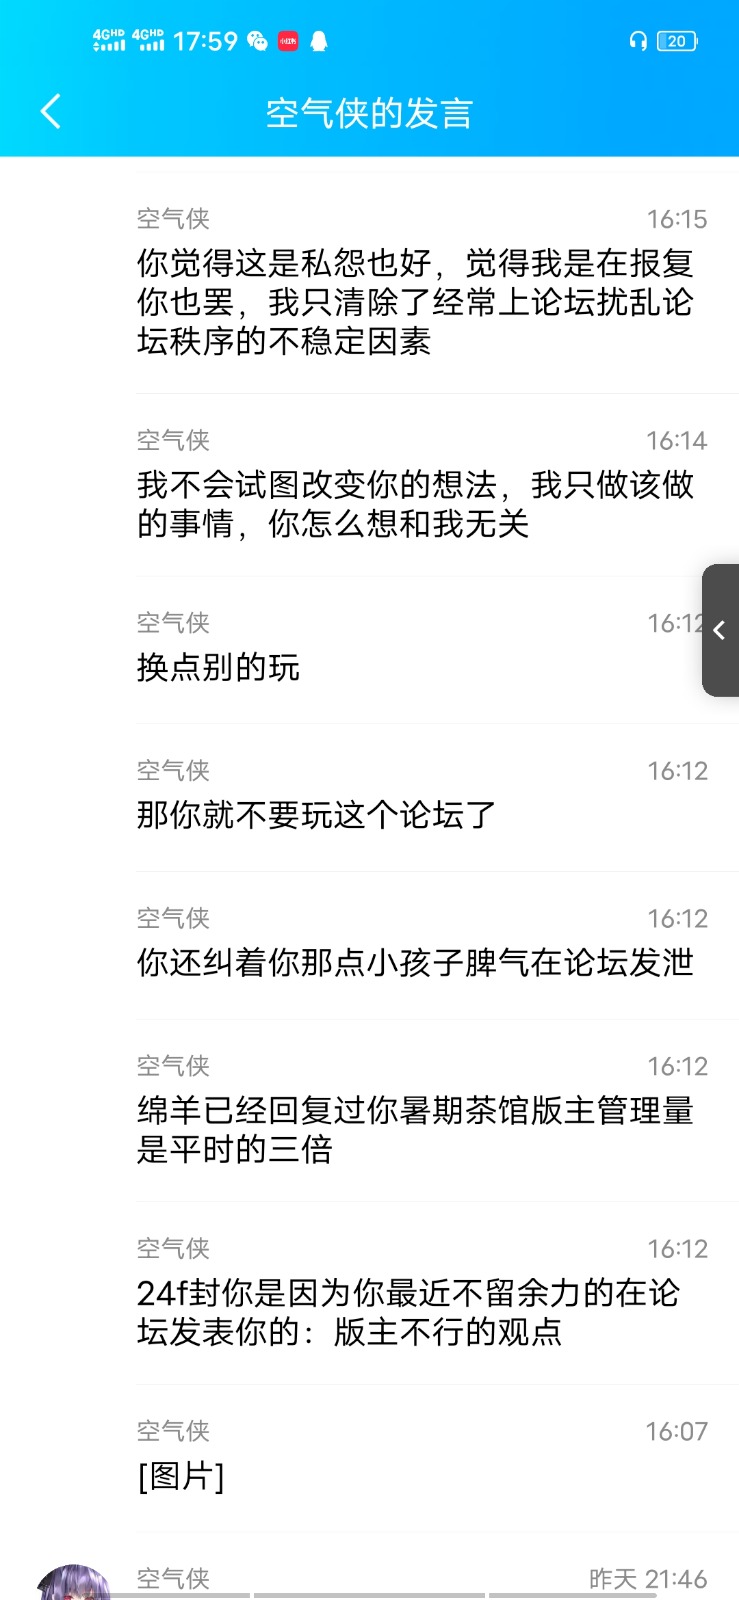 4GHD 4GHD 17:59 小红书 20
空气侠的发言
空气侠 16:15
你觉得这是私怨也好，觉得我是在报复
你也罢，我只清除了经常上论坛扰乱论
坛秩序的不稳定因素
空气侠 16:14
我不会试图改变你的想法，我只做该做
的事情，你怎么想和我无关
空气侠 16:12
换点别的玩
空气侠 16:12
那你就不要玩这个论坛了
空气侠 16:12
你还纠着你那点小孩子脾气在论坛发泄
空气侠 16:12
绵羊已经回复过你暑期茶馆版主管理量
是平时的三倍
空气侠 16:12
24f封你是因为你最近不留余力的在论
坛发表你的：版主不行的观点
空气侠 16:07
[图片]
空气侠 昨天 21:46